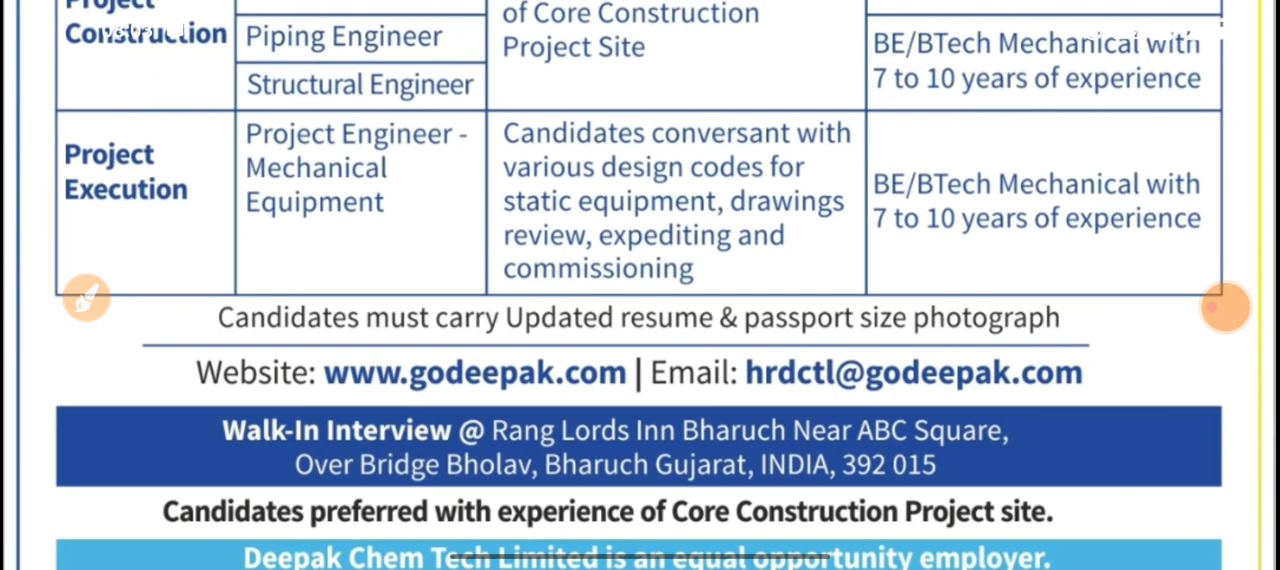 Project
Construction
Piping Engineer
Structural Engineer
of Core Construction
Project Site
BE/BTech Mechanical with
7 to 10 years of experience
Project
Execution
Project Engineer -
Mechanical
Equipment
Candidates conversant with
various design codes for
static equipment, drawings
review, expediting and
commissioning
BE/BTech Mechanical with
7 to 10 years of experience
Candidates must carry Updated resume & passport size photograph
Website: www.godeepak.com | Email: hrdctl@godeepak.com
Walk-In Interview @ Rang Lords Inn Bharuch Near ABC Square,
Over Bridge Bholav, Bharuch Gujarat, INDIA, 392 015
Candidates preferred with experience of Core Construction Project site.
Deepak Chem Tech Limited is an equal opportunity employer.